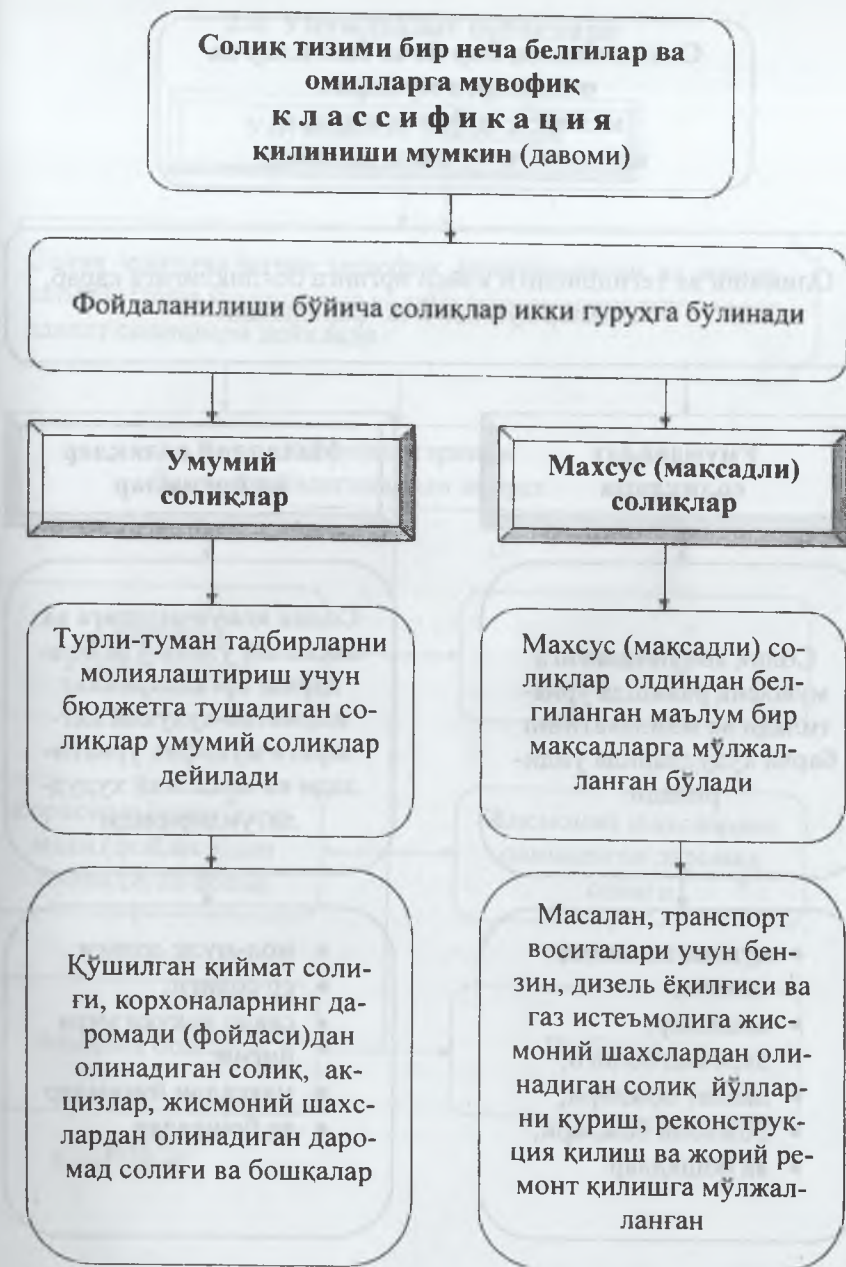 Солиқ тизими бир неча белгилар ва
омилларга мувофиқ
к л а с с и ф и к а ц и я
қилиниши мумкин (давоми)
Фойдаланилиши бўйича солиқлар икки гуруҳга бўлинади
Умумий
солиқлар
Турли-туман тадбирларни
молиялаштириш учун
бюджетга тушадиган со-
лиқлар умумий солиқлар
дейилади
Қўшилган қиймат соли-
ғи, корхоналарнинг да-
ромади (фойдаси)дан
олинадиган солиқ, ак-
цизлар, жисмоний шахс-
лардан олинадиган даро-
мад солиғи ва бошқалар
Махсус (мақсадли)
солиқлар
Махсус (мақсадли) со-
лиқлар олдиндан бел-
гиланган маълум бир
мақсадларга мўлжал-
ланган бўлади
Масалан, транспорт
воситалари учун бен-
зин, дизель ёқилғиси ва
газ истеъмолига жис-
моний шахслардан оли-
надиган солиқ йўллар-
ни қуриш, реконструк-
ция қилиш ва жорий ре-
монт қилишга мўлжал-
ланган